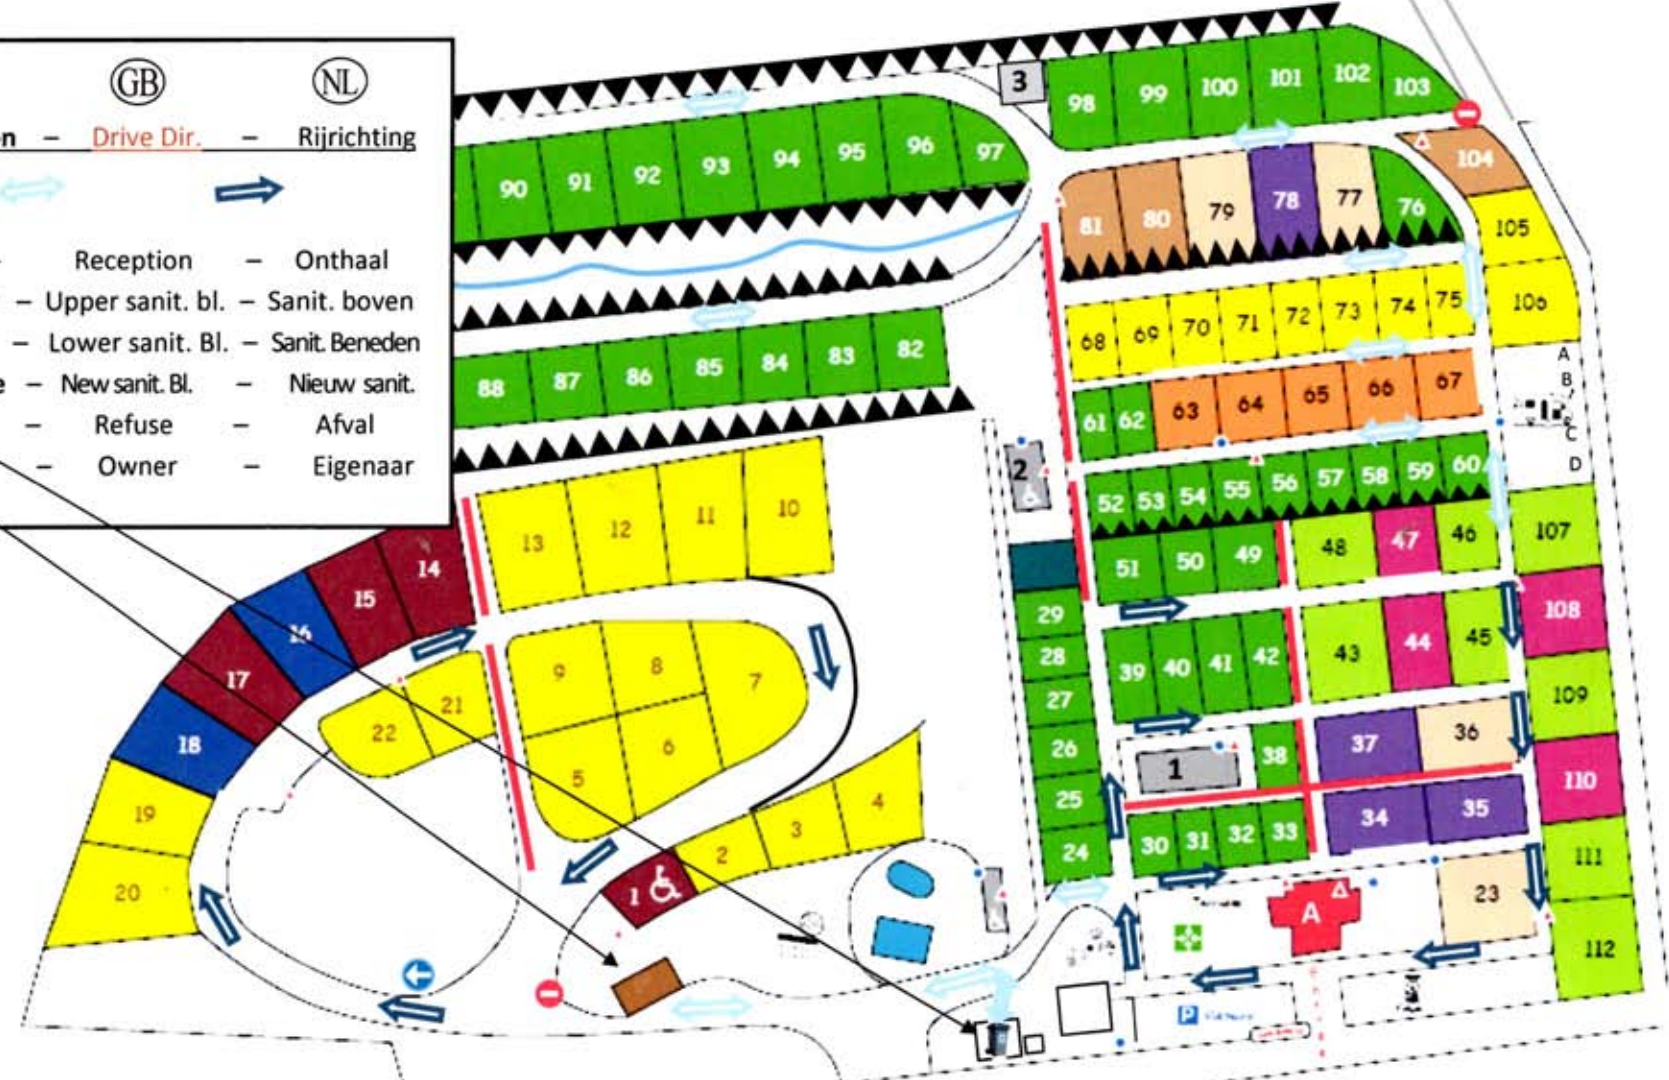 GB NL
n – Drive Dir. – Rijrichting
- Reception – Onthaal
– Upper sanit. bl. – Sanit. boven
– Lower sanit. Bl. – Sanit. Beneden
e – New sanit. Bl. – Nieuw sanit.
– Refuse – Afval
– Owner – Eigenaar
3 98 99 100 101 102 103
90 91 92 93 94 95 96 97
81 80 79 78 77 76 104
105
68 69 70 71 72 73 74 75 106
88 87 86 85 84 83 82
61 62 63 64 65 66 67
A
B
C
D
2
52 53 54 55 56 57 58 59 60
13 12 11 10
51 50 49 48 47 46 107
14
15
16
17
18
19
20
22 21
9 8 7
5 6
1 2 3 4
29
28
27
26
25
24
39 40 41 42 43 44 45 108
109
1 38 37 36 110
30 31 32 33 34 35 111
A 23 112
P